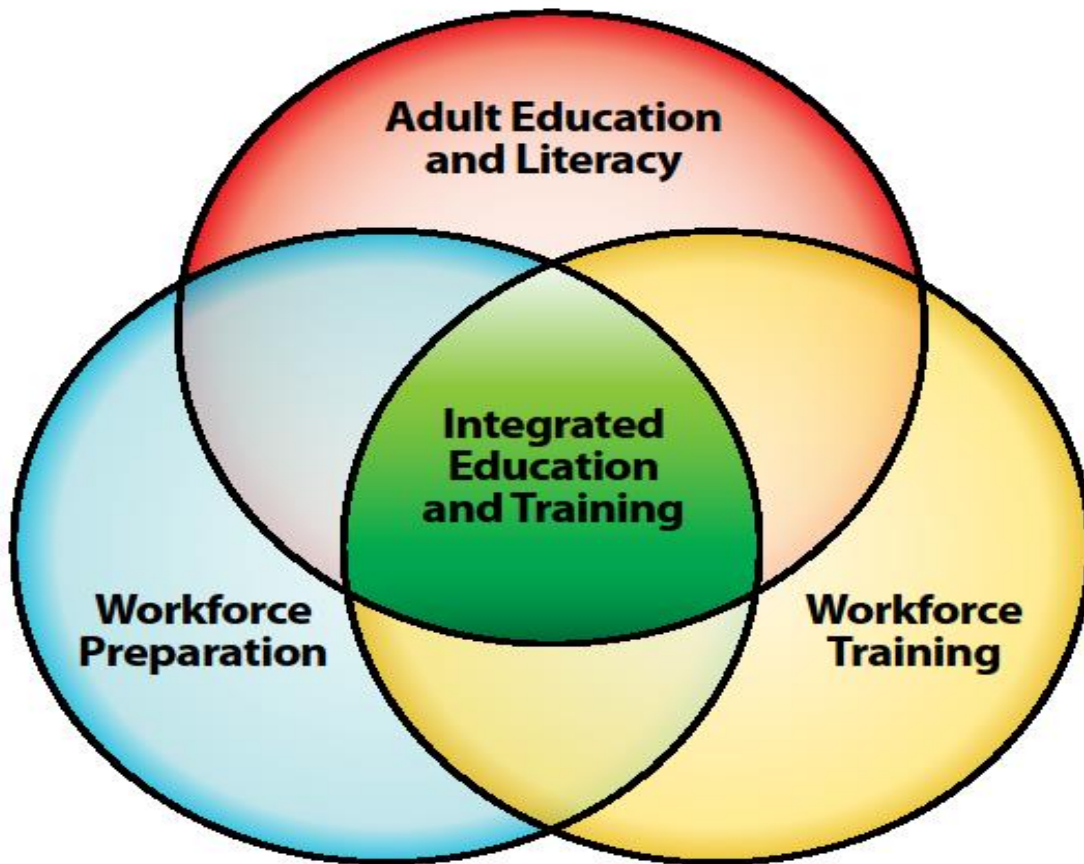 Adult Education
and Literacy
Integrated
Education
and Training
Workforce
Preparation
Workforce
Training